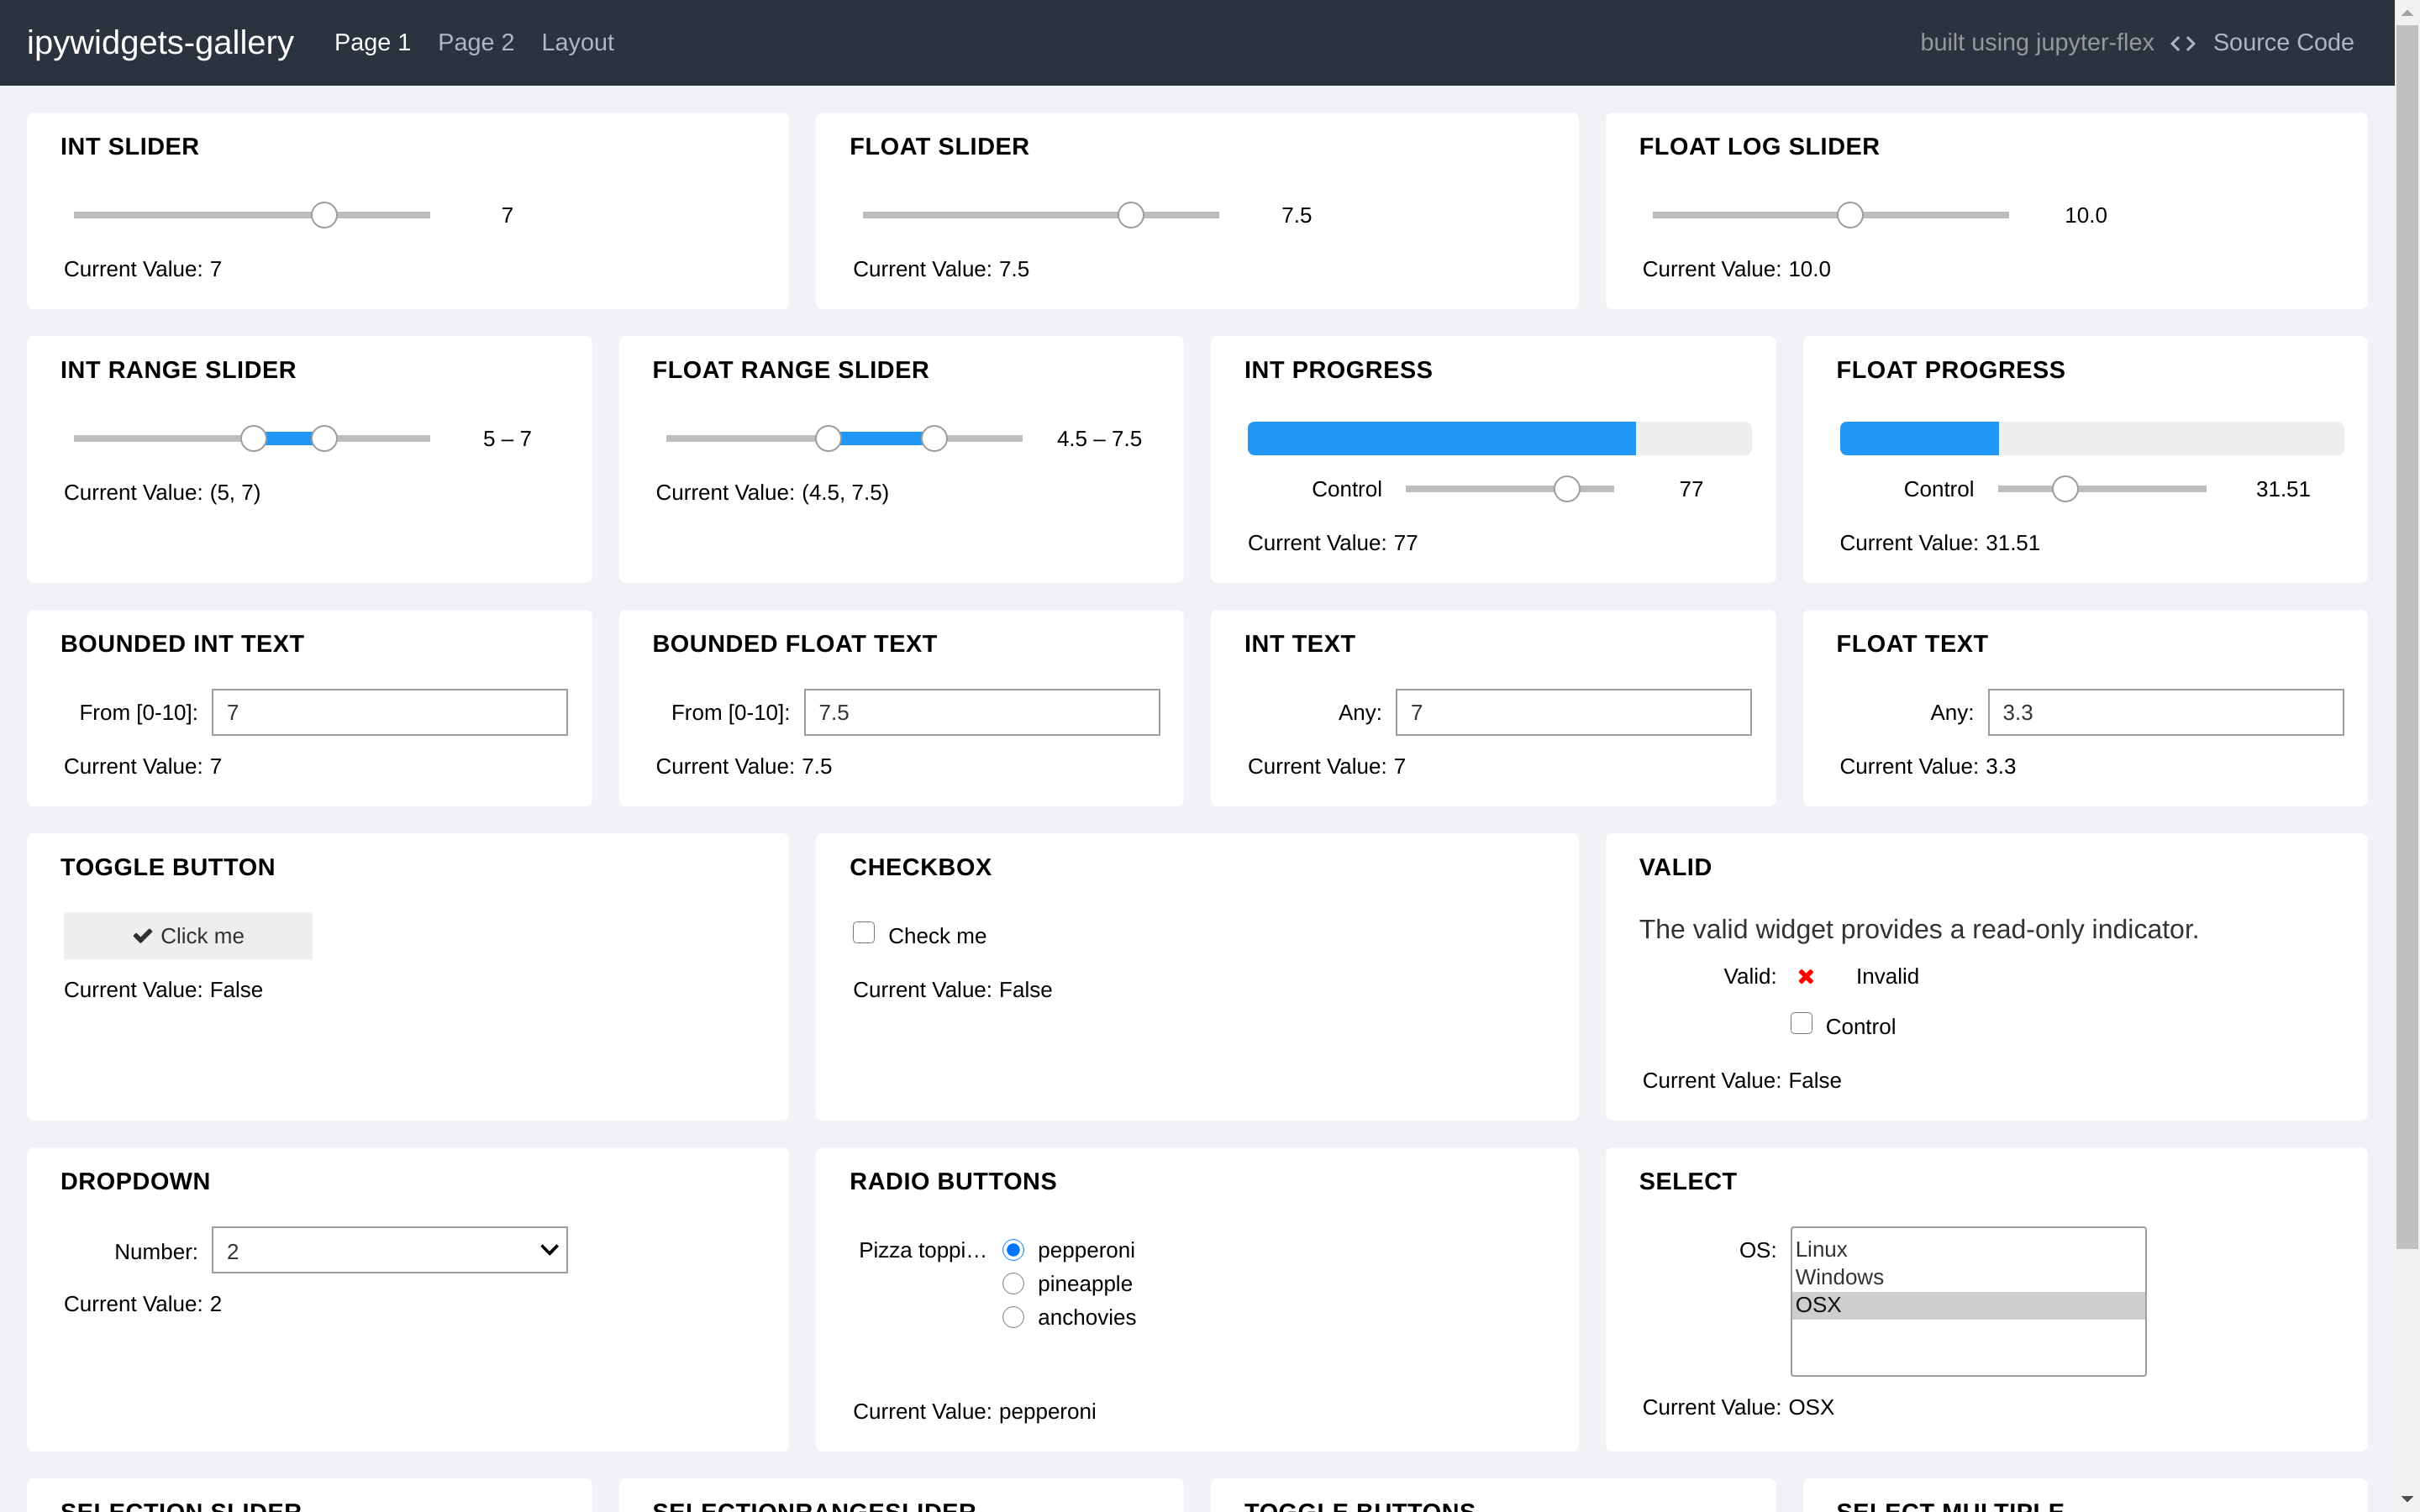 ipywidgets-gallery Page 1 Page 2 Layout built using jupyter-flex <> Source Code
INT SLIDER
7
Current Value: 7
FLOAT SLIDER
7.5
Current Value: 7.5
FLOAT LOG SLIDER
10.0
Current Value: 10.0
INT RANGE SLIDER
5 – 7
Current Value: (5, 7)
FLOAT RANGE SLIDER
4.5 – 7.5
Current Value: (4.5, 7.5)
INT PROGRESS
Control 77
Current Value: 77
FLOAT PROGRESS
Control 31.51
Current Value: 31.51
BOUNDED INT TEXT
From [0-10]: 7
Current Value: 7
BOUNDED FLOAT TEXT
From [0-10]: 7.5
Current Value: 7.5
INT TEXT
Any: 7
Current Value: 7
FLOAT TEXT
Any: 3.3
Current Value: 3.3
TOGGLE BUTTON
Click me
Current Value: False
CHECKBOX
Check me
Current Value: False
VALID
The valid widget provides a read-only indicator.
Valid: Invalid
Control
Current Value: False
DROPDOWN
Number: 2
Current Value: 2
RADIO BUTTONS
Pizza toppi… pepperoni
pineapple
anchovies
Current Value: pepperoni
SELECT
OS: Linux
Windows
OSX
Current Value: OSX
SELECTION SLIDER
SELECTIONRANGESLIDER
TOGGLE BUTTONS
SELECT MULTIPLE